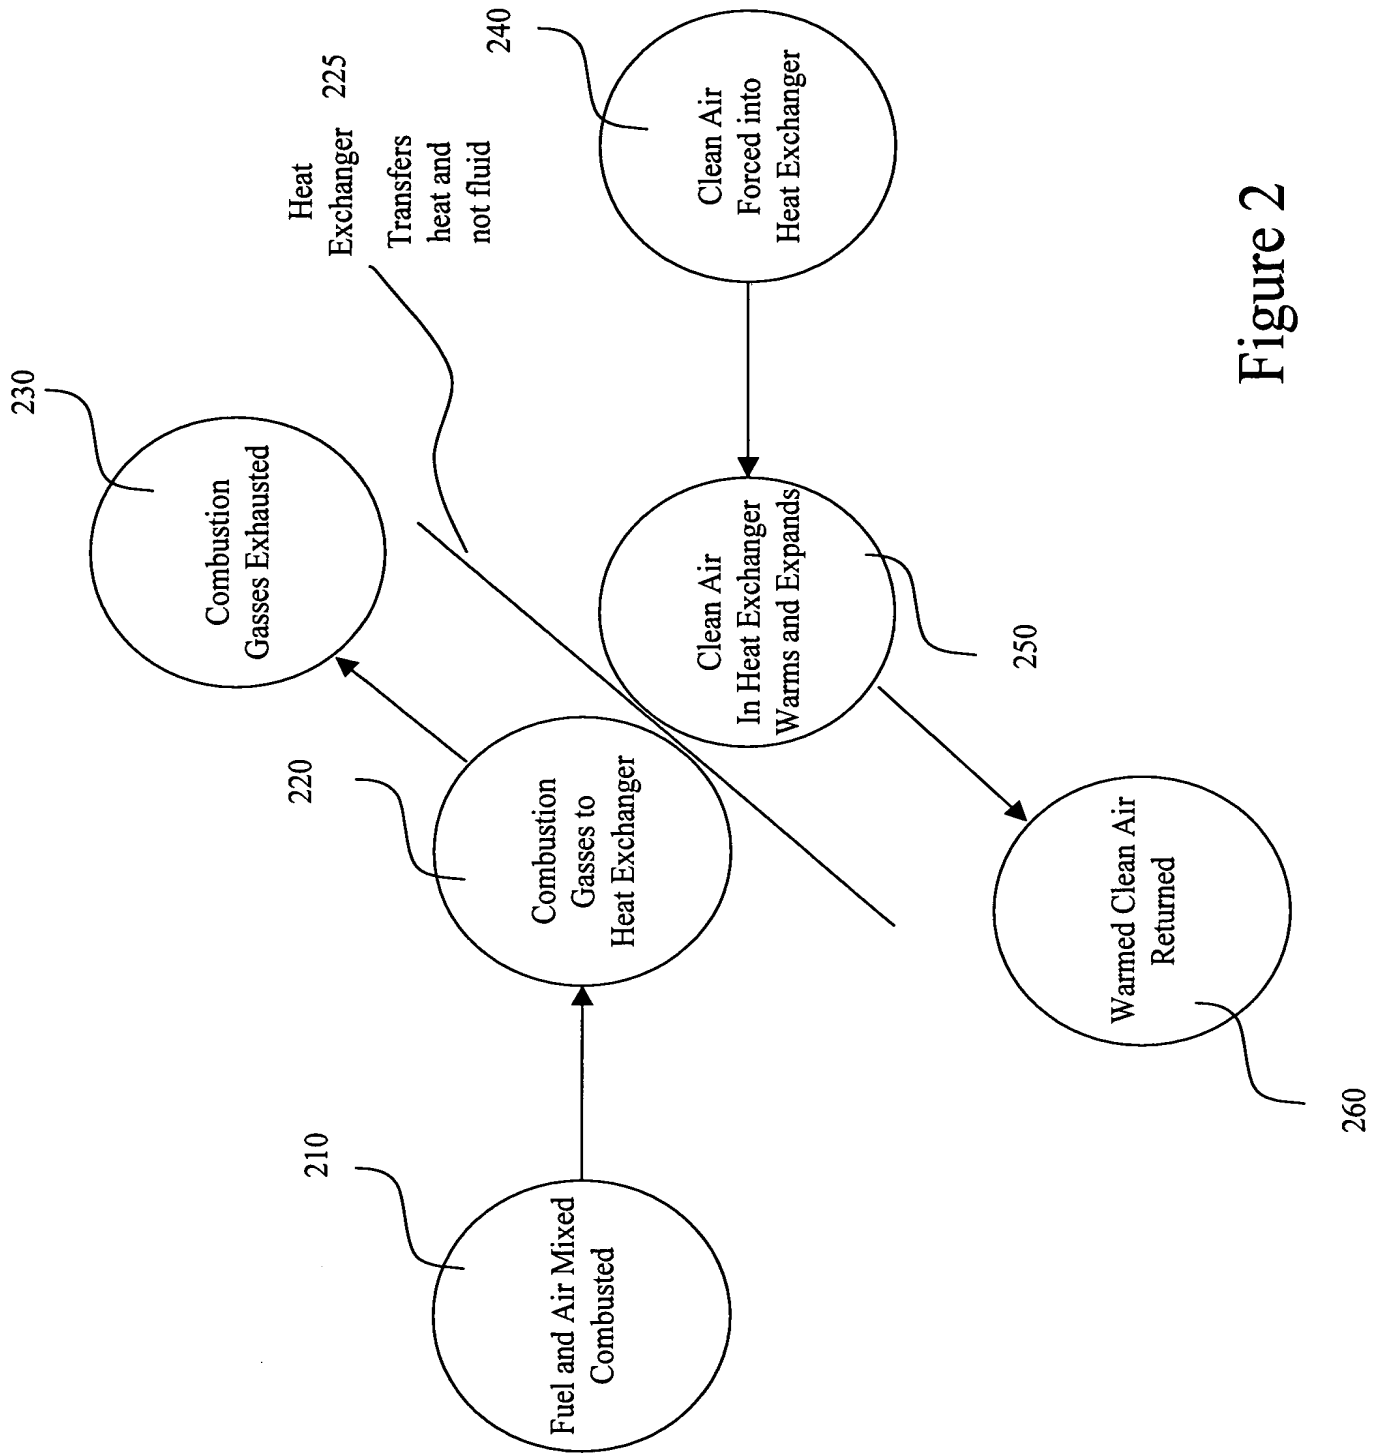 230
Combustion
Gasses Exhausted
Heat
Exchanger 225
Transfers
heat and
not fluid
240
Clean Air
Forced into
Heat Exchanger
220
Combustion
Gasses to
Heat Exchanger
210
Fuel and Air Mixed
Combusted
Clean Air
In Heat Exchanger
Warms and Expands
250
Warmed Clean Air
Returned
260
Figure 2